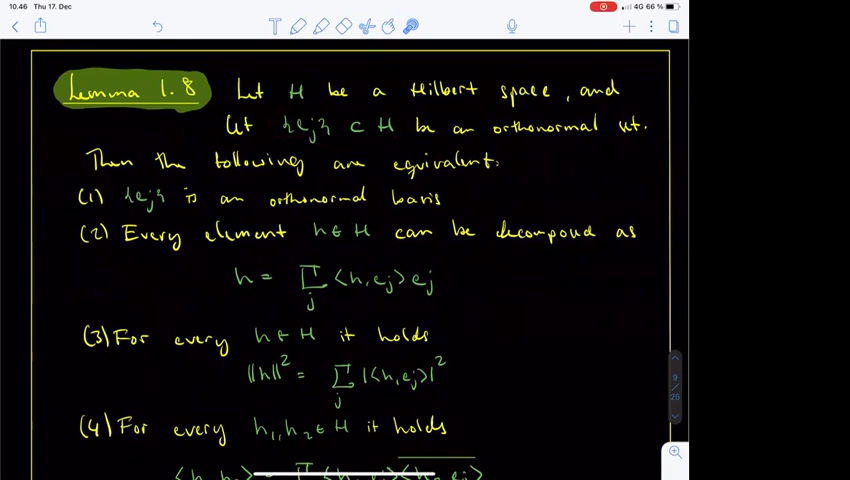 10.46 Thu 17. Dec
4G 66 %
Lemma 1.8 Let H be a Hilbert space, and
let {ej} ⊂ H be an orthonormal set.
Then the following are equivalent:
(1) {ej} is an orthonormal basis
(2) Every element h ∈ H can be decomposed as
h = ∑_j <h, ej> ej
(3) For every h ∈ H it holds
||h||² = ∑_j |<h, ej>|²
(4) For every h₁, h₂ ∈ H it holds
9
25